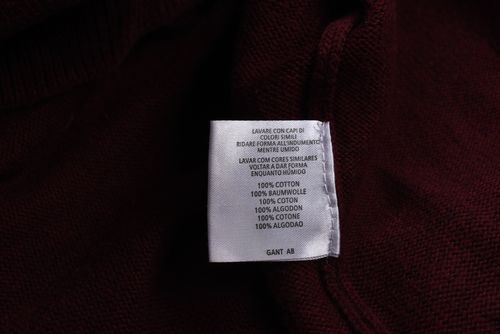 LAVARE CON CAPI DI
COLORI SIMILE
RIDARE FORMA ALL'INDUMENTO
MENTRE UMIDO
LAVAR COM CORES SIMILARES
VOLTAR A DAR FORMA
ENQUANTO HÚMIDO
100% COTTON
100% BAUMWOLLE
100% COTON
100% ALGODON
100% COTONE
100% ALGODAO
GANT AB